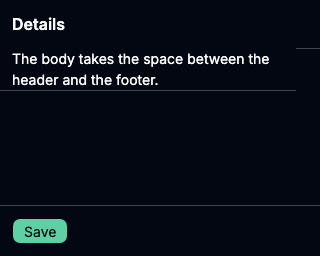 Details
The body takes the space between the
header and the footer.
Save